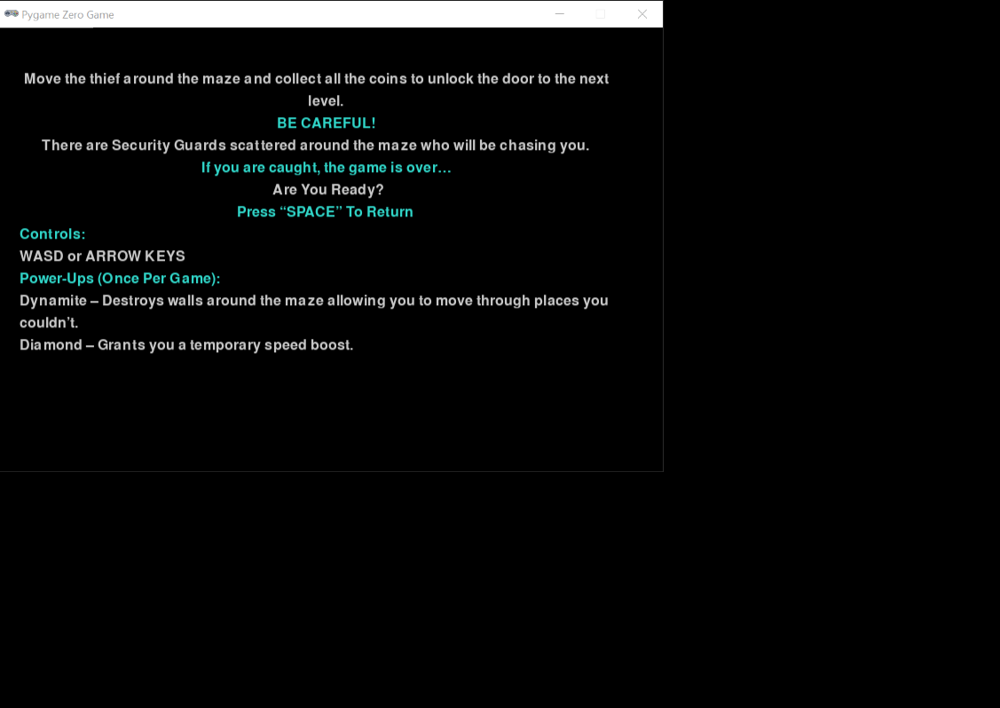 Pygame Zero Game
Move the thief around the maze and collect all the coins to unlock the door to the next
level.
BE CAREFUL!
There are Security Guards scattered around the maze who will be chasing you.
If you are caught, the game is over…
Are You Ready?
Press “SPACE” To Return
Controls:
WASD or ARROW KEYS
Power-Ups (Once Per Game):
Dynamite – Destroys walls around the maze allowing you to move through places you
couldn’t.
Diamond – Grants you a temporary speed boost.